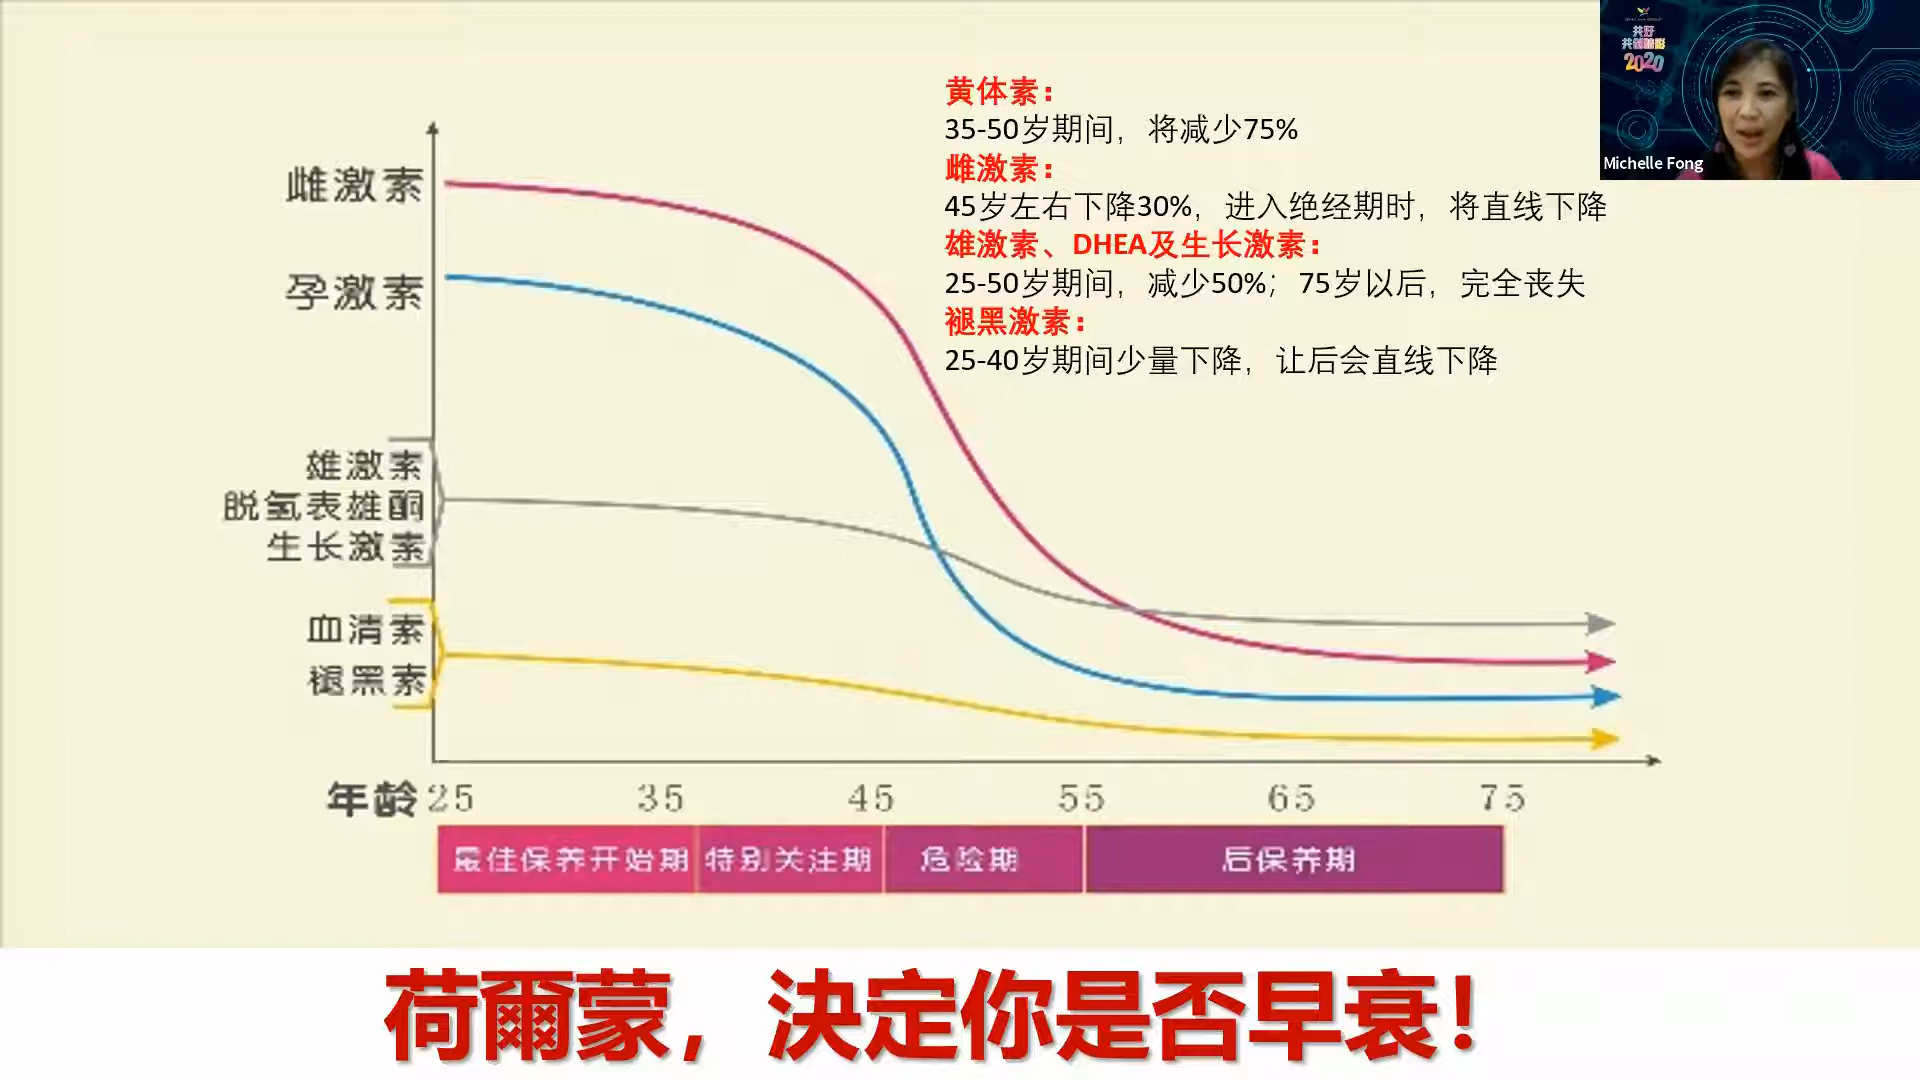 黄体素：
35-50岁期间，将减少75%
雌激素：
45岁左右下降30%，进入绝经期时，将直线下降
雄激素、DHEA及生长激素：
25-50岁期间，减少50%；75岁以后，完全丧失
褪黑激素：
25-40岁期间少量下降，让后会直线下降
共好
2020
Michelle Fong
雌激素
孕激素
雄激素
脱氢表雄酮
生长激素
血清素
褪黑素
年龄 25 35 45 55 65 75
最佳保养开始期 特别关注期 危险期 后保养期
荷爾蒙，決定你是否早衰！